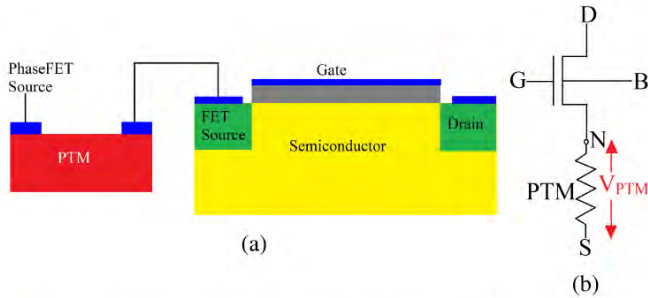 PhaseFET
Source
Gate
FET
Source
Drain
PTM
Semiconductor
(a)
D
G
B
N
PTM
V_PTM
S
(b)